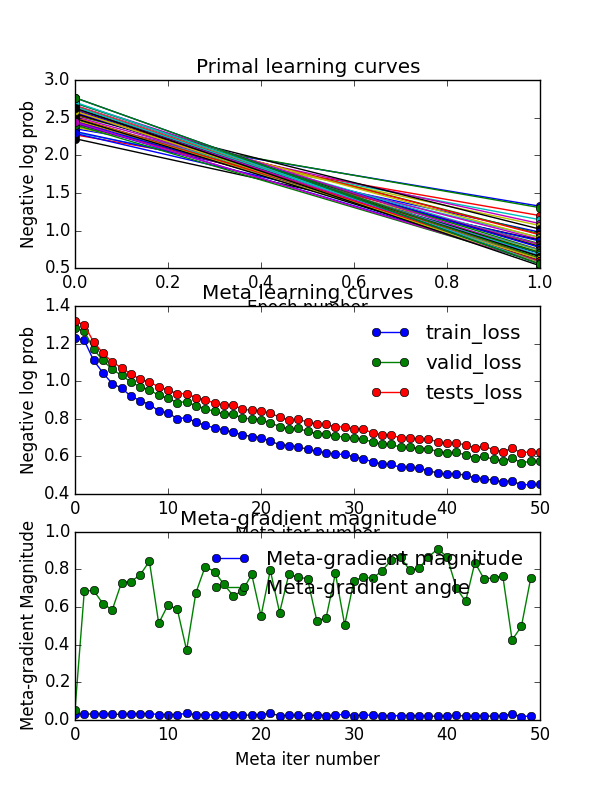 Primal learning curves
3.0
2.5
2.0
1.5
1.0
0.5
Negative log prob
0.0 0.2 0.4 0.6 0.8 1.0
Epoch number
Meta learning curves
1.4
1.2
1.0
0.8
0.6
0.4
Negative log prob
train_loss
valid_loss
tests_loss
0 10 20 30 40 50
Meta iter number
Meta-gradient magnitude
1.0
0.8
0.6
0.4
0.2
0.0
Meta-gradient Magnitude
Meta-gradient magnitude
Meta-gradient angle
0 10 20 30 40 50
Meta iter number